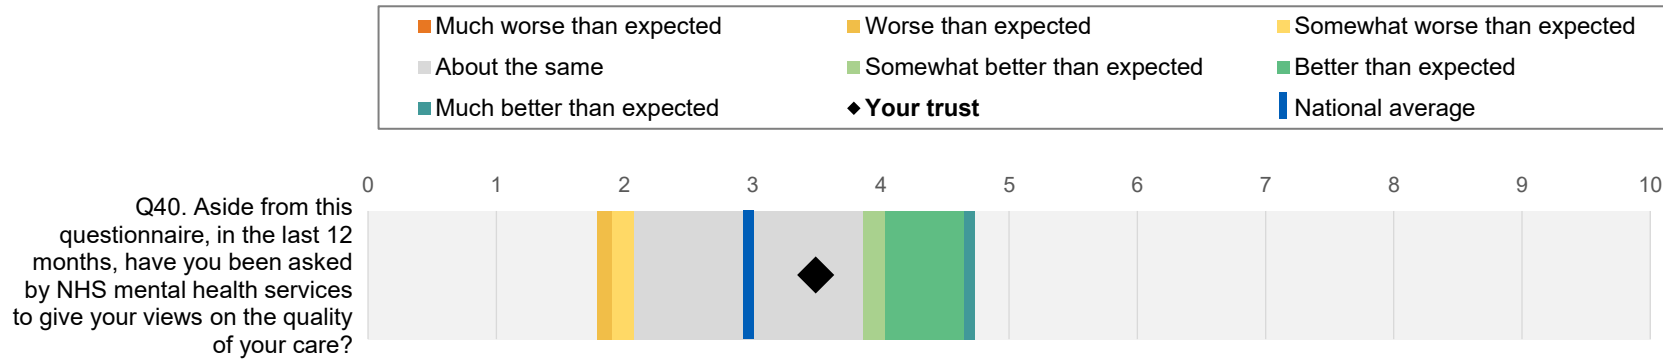 Much worse than expected
Worse than expected
Somewhat worse than expected
About the same
Somewhat better than expected
Better than expected
Much better than expected
Your trust
National average
0 1 2 3 4 5 6 7 8 9 10
Q40. Aside from this
questionnaire, in the last 12
months, have you been asked
by NHS mental health services
to give your views on the quality
of your care?